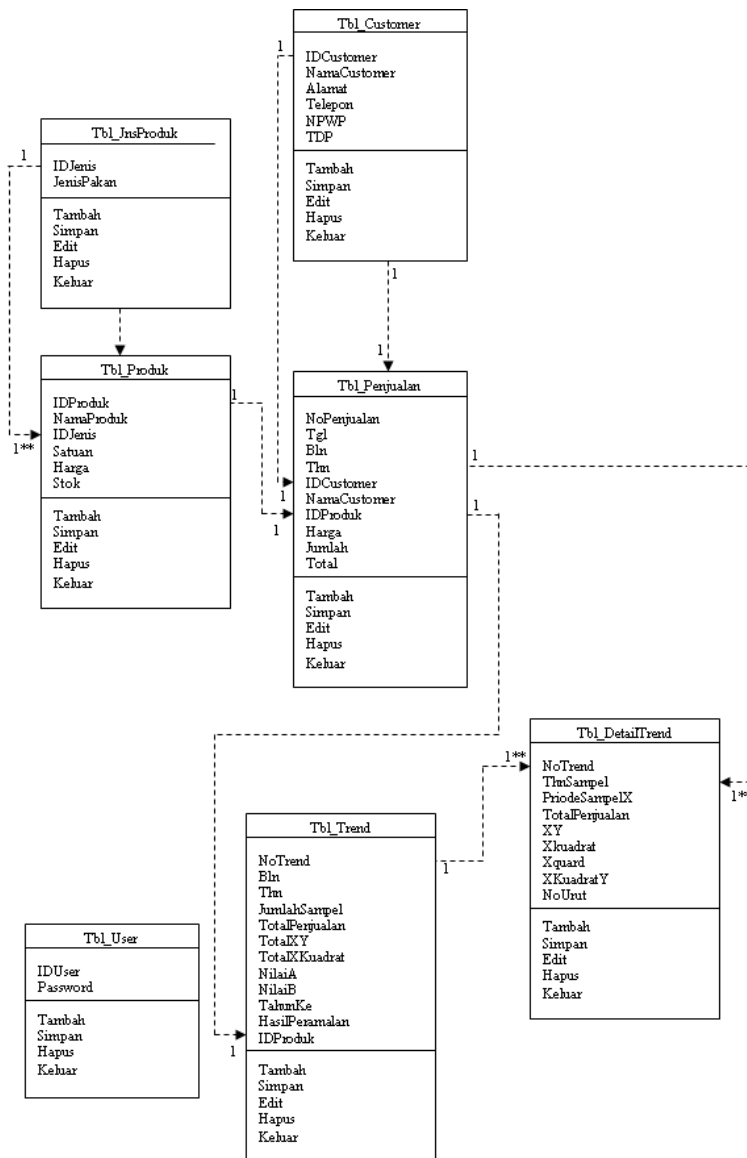 Tbl_Customer
1
IDCustomer
NamaCustomer
Alamat
Telepon
NPWP
TDP
Tambah
Simpan
Edit
Hapus
Keluar
1
1
Tbl_JnsProduk
1
IDJenis
JenisPakan
Tambah
Simpan
Edit
Hapus
Keluar
Tbl_Produk
IDProduk
NamaProduk
IDJenis
Satuan
Harga
Stok
1**
1
Tambah
Simpan
Edit
Hapus
Keluar
Tbl_Penjualan
NoPenjualan
Tgl
Bln
Thn
IDCustomer
NamaCustomer
IDProduk
Harga
Jumlah
Total
1
1
1
1
Tambah
Simpan
Edit
Hapus
Keluar
Tbl_DetailTrend
1**
NoTrend
ThnSampel
PriodeSampelX
TotalPenjualan
XY
Xkuadrat
Xquard
XKuadratY
NoUrut
1**
Tambah
Simpan
Edit
Hapus
Keluar
Tbl_Trend
1
NoTrend
Bln
Thn
JumlahSampel
TotalPenjualan
TotalXY
TotalXKuadrat
NilaiA
NilaiB
TahunKe
HasilPeramalan
IDProduk
1
Tambah
Simpan
Edit
Hapus
Keluar
Tbl_User
IDUser
Password
Tambah
Simpan
Hapus
Keluar